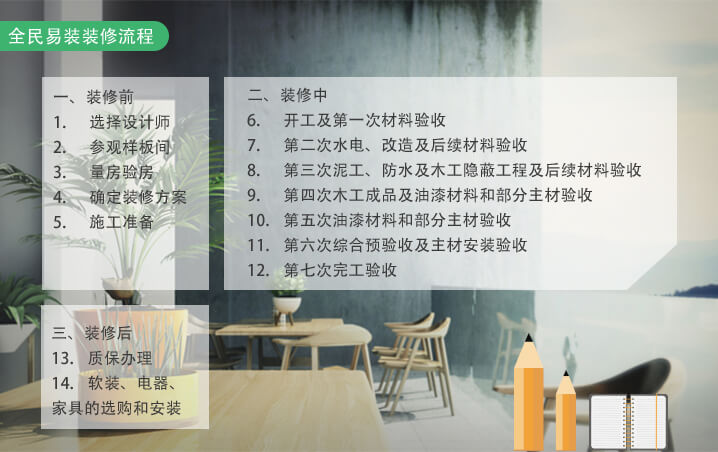 全民易装装修流程
一、装修前
1. 选择设计师
2. 参观样板间
3. 量房验房
4. 确定装修方案
5. 施工准备
二、装修中
6. 开工及第一次材料验收
7. 第二次水电、改造及后续材料验收
8. 第三次泥工、防水及木工隐蔽工程及后续材料验收
9. 第四次木工成品及油漆材料和部分主材验收
10. 第五次油漆材料和部分主材验收
11. 第六次综合预验收及主材安装验收
12. 第七次完工验收
三、装修后
13. 质保办理
14. 软装、电器、
家具的选购和安装